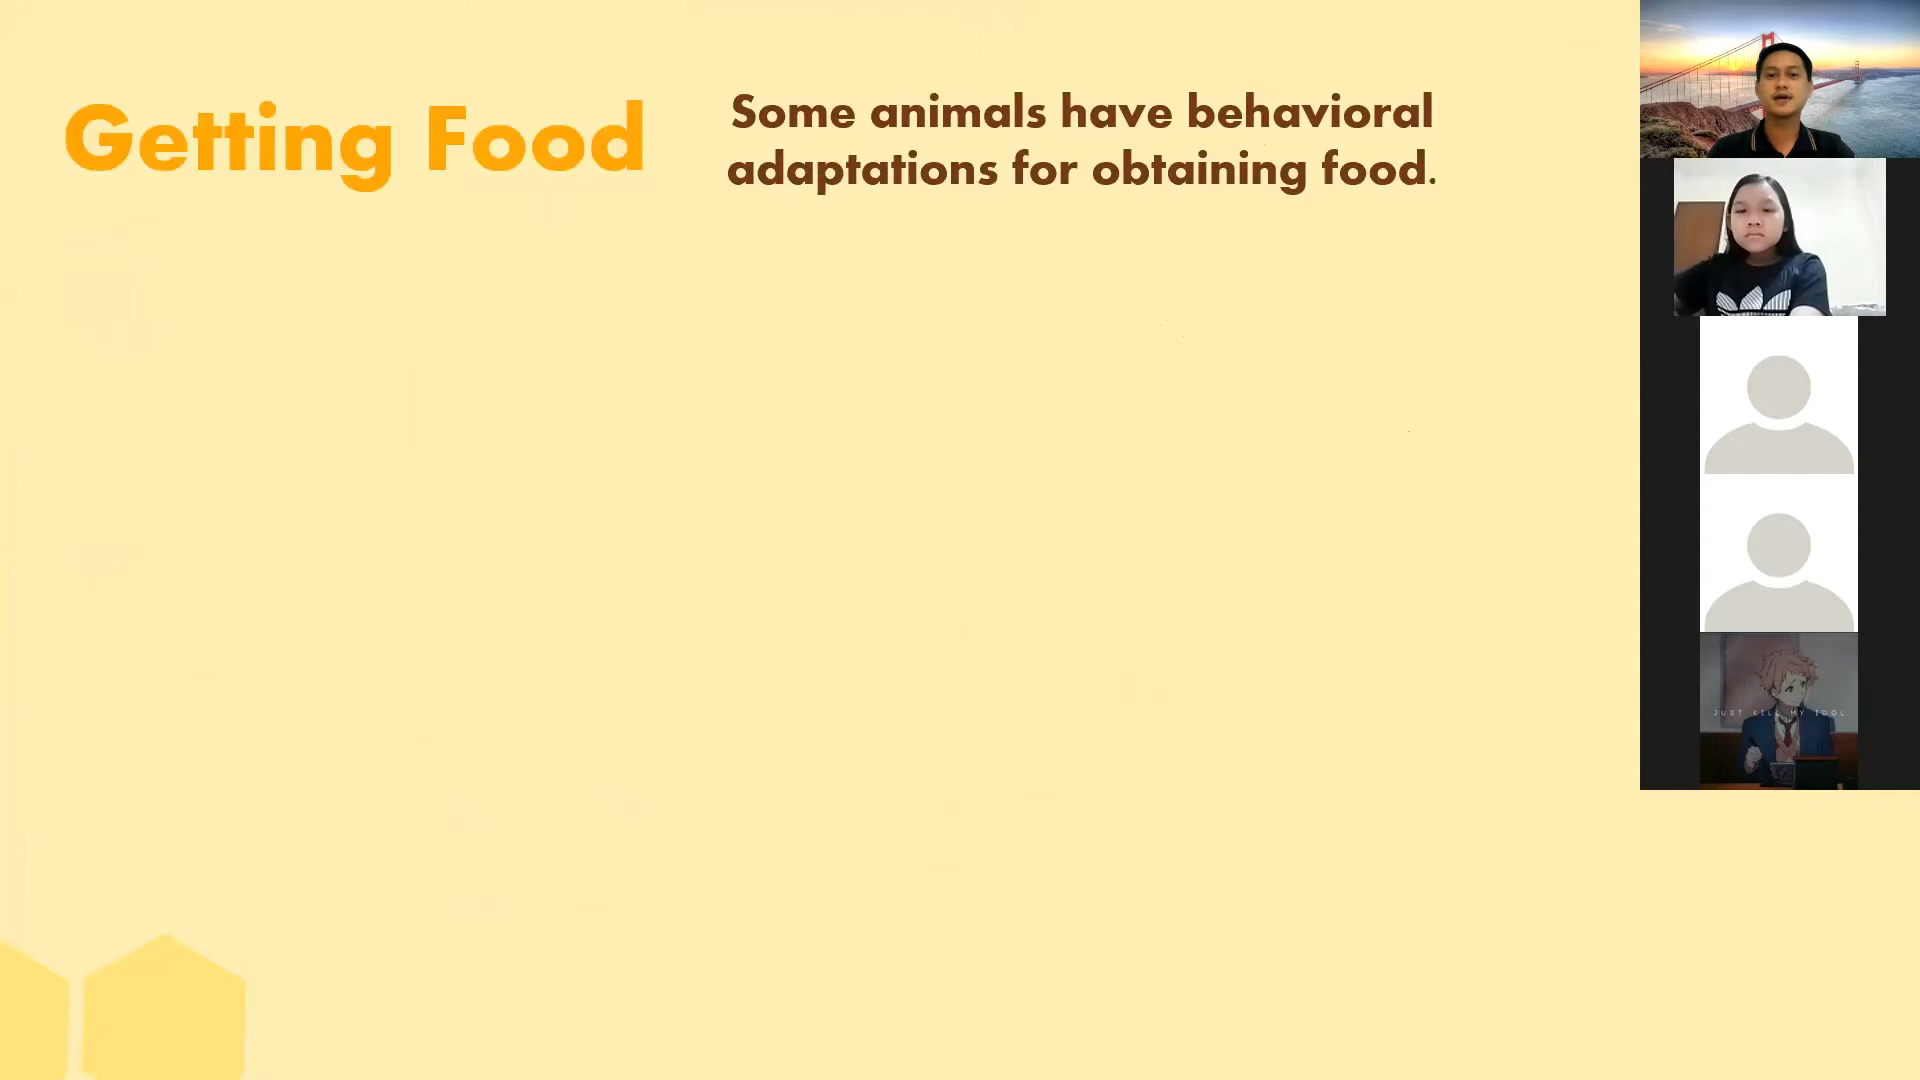 Getting Food
Some animals have behavioral
adaptations for obtaining food.
JUST KILL MY IDOL